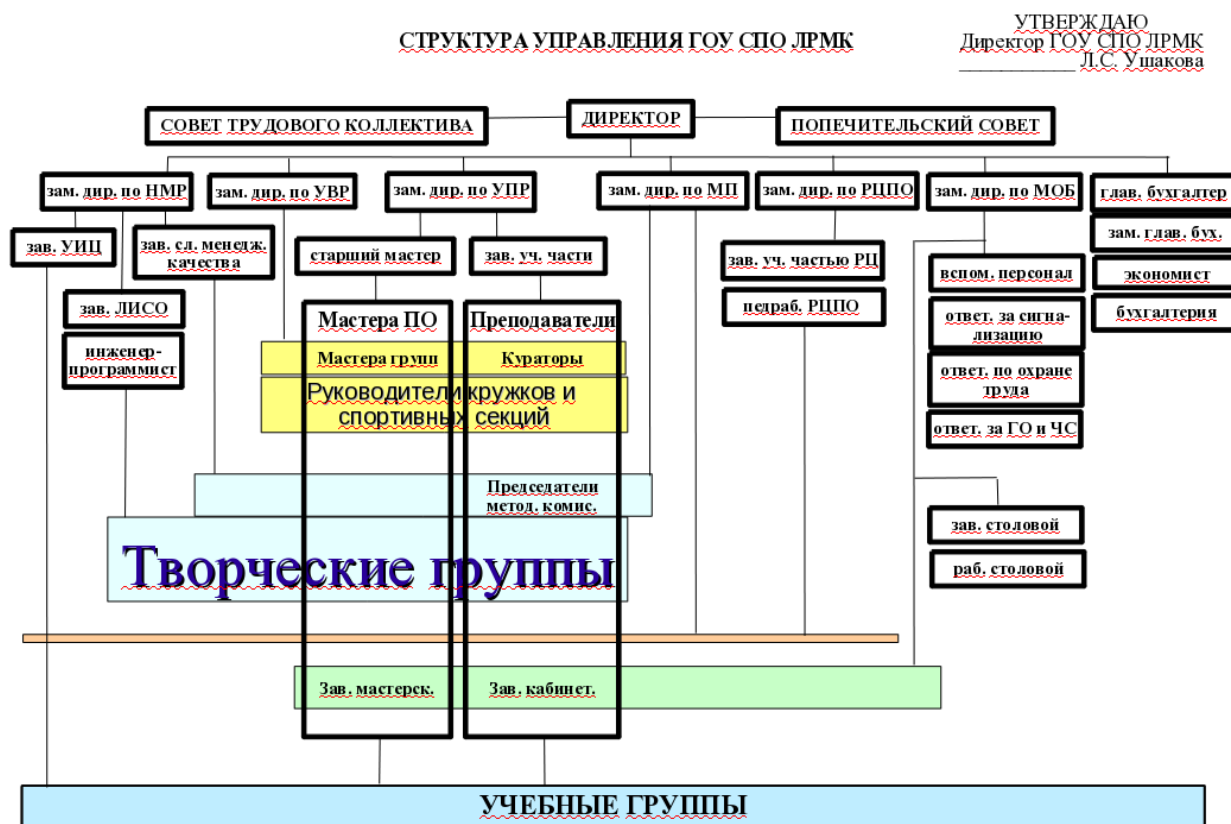 УТВЕРЖДАЮ
СТРУКТУРА УПРАВЛЕНИЯ ГОУ СПО ЛРМК
Директор ГОУ СПО ЛРМК
____________ Л.С. Ушакова
СОВЕТ ТРУДОВОГО КОЛЛЕКТИВА
ДИРЕКТОР
ПОПЕЧИТЕЛЬСКИЙ СОВЕТ
зам. дир. по НМР
зам. дир. по УВР
зам. дир. по УПР
зам. дир. по МП
зам. дир. по РЦПО
зам. дир. по МОБ
глав. бухгалтер
зав. УИЦ
зав. сл. менедж.
качества
старший мастер
зав. уч. части
зав. уч. частью РЦ
вспом. персонал
зам. глав. бух.
экономист
зав. ЛИСО
педраб. РЦПО
ответ. за сигна-
лизацию
бухгалтерия
инженер-
программист
Мастера ПО
Преподаватели
Мастера групп
Кураторы
ответ. по охране
труда
Руководители кружков и
спортивных секций
ответ. за ГО и ЧС
Председатели
метод. комис.
зав. столовой
Творческие группы
раб. столовой
Зав. мастерск.
Зав. кабинет.
УЧЕБНЫЕ ГРУППЫ